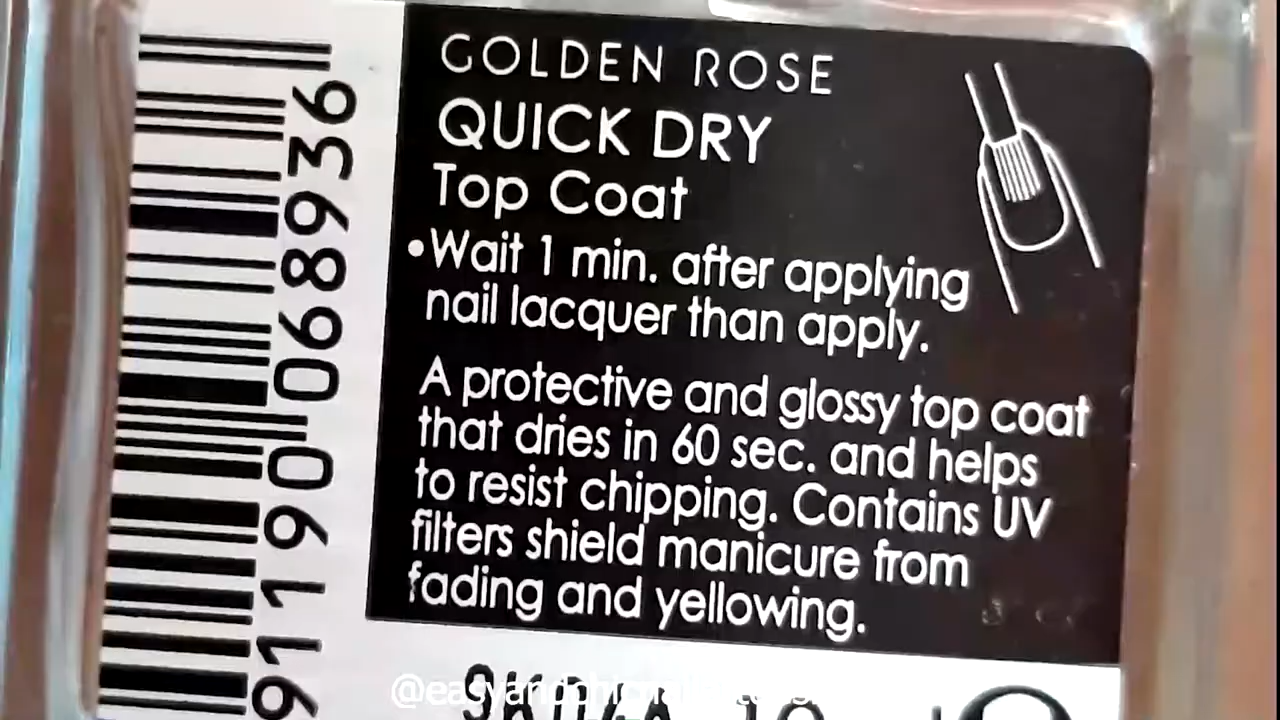 GOLDEN ROSE
QUICK DRY
Top Coat
•Wait 1 min. after applying
nail lacquer than apply.
A protective and glossy top coat
that dries in 60 sec. and helps
to resist chipping. Contains UV
filters shield manicure from
fading and yellowing.
91190 068936